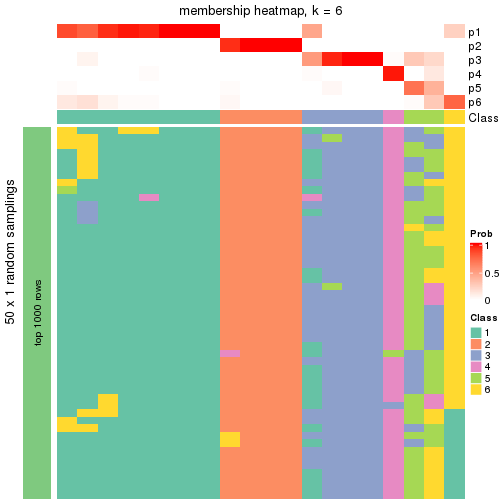 membership heatmap, k = 6
p1
p2
p3
p4
p5
p6
Class
50 x 1 random samplings
top 1000 rows
Prob
1
0.5
0
Class
1
2
3
4
5
6